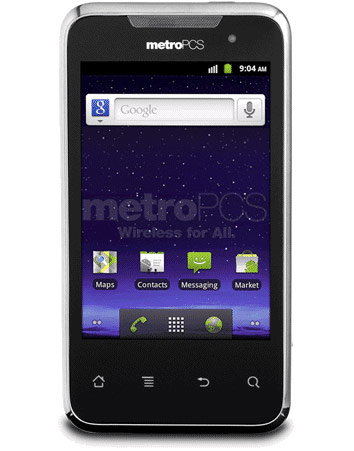 metroPCS
9:04 AM
Google
metroPCS
Wireless for All.
Maps Contacts Messaging Market